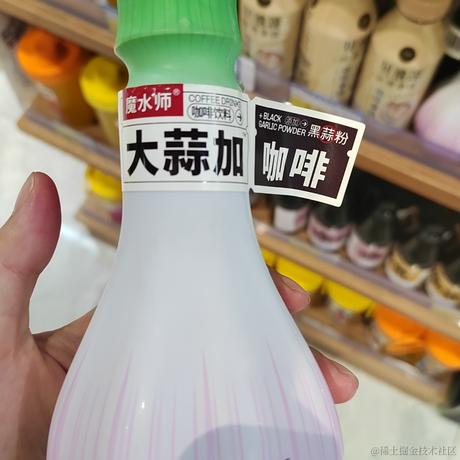 魔水师®
COFFEE DRINK
咖啡饮料
大蒜加
+BLACK 添加 黑蒜粉
GARLIC POWDER
咖啡
@稀土掘金技术社区